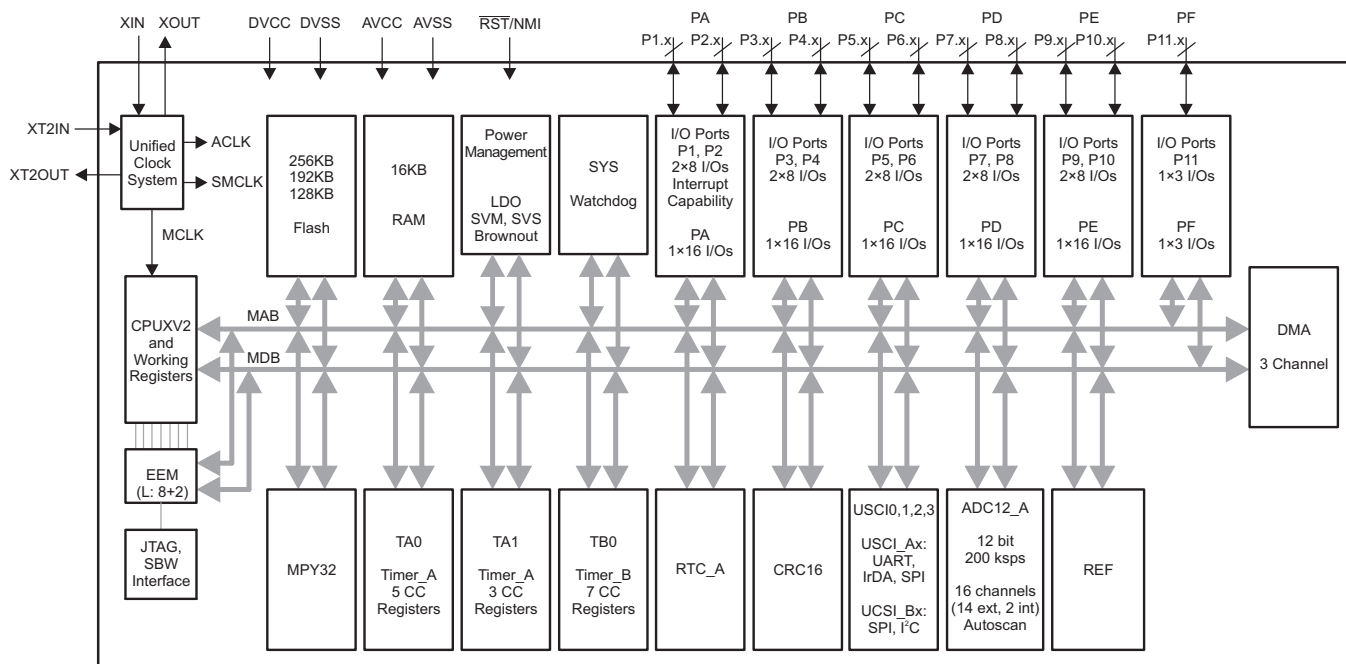 XIN
XOUT
DVCC
DVSS
AVCC
AVSS
RST/NMI
PA
P1.x
P2.x
PB
P3.x
P4.x
PC
P5.x
P6.x
PD
P7.x
P8.x
PE
P9.x
P10.x
PF
P11.x
XT2IN
XT2OUT
Unified
Clock
System
ACLK
SMCLK
MCLK
256KB
192KB
128KB
Flash
16KB
RAM
Power
Management
LDO
SVM, SVS
Brownout
SYS
Watchdog
I/O Ports
P1, P2
2×8 I/Os
Interrupt
Capability
PA
1×16 I/Os
I/O Ports
P3, P4
2×8 I/Os
PB
1×16 I/Os
I/O Ports
P5, P6
2×8 I/Os
PC
1×16 I/Os
I/O Ports
P7, P8
2×8 I/Os
PD
1×16 I/Os
I/O Ports
P9, P10
2×8 I/Os
PE
1×16 I/Os
I/O Ports
P11
1×3 I/Os
PF
1×3 I/Os
CPUXV2
and
Working
Registers
MAB
MDB
DMA
3 Channel
EEM
(L: 8+2)
JTAG,
SBW
Interface
MPY32
TA0
Timer_A
5 CC
Registers
TA1
Timer_A
3 CC
Registers
TB0
Timer_B
7 CC
Registers
RTC_A
CRC16
USCI0,1,2,3
USCI_Ax:
UART,
IrDA, SPI
UCSI_Bx:
SPI, I²C
ADC12_A
12 bit
200 ksps
16 channels
(14 ext, 2 int)
Autoscan
REF